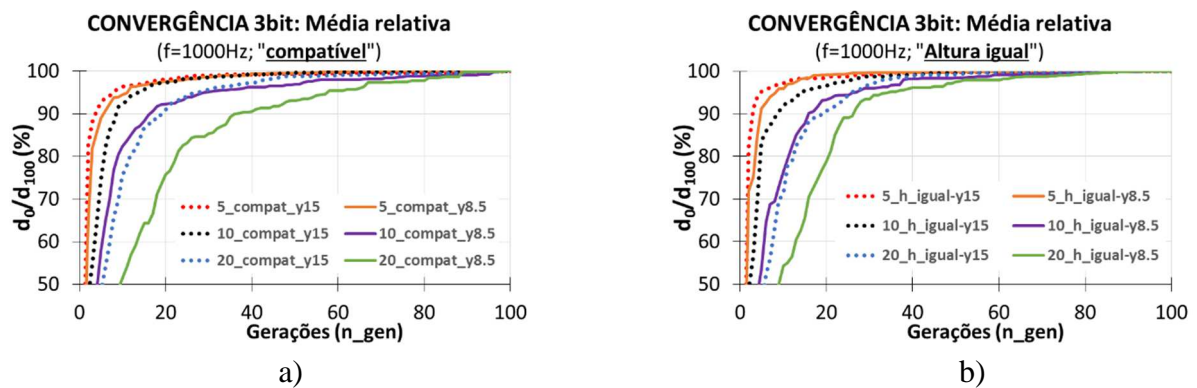 CONVERGÊNCIA 3bit: Média relativa
(f=1000Hz; "compatível")
100
90
80
70
60
50
d₀/d₁₀₀ (%)
5_compat_y15
5_compat_y8.5
10_compat_y15
10_compat_y8.5
20_compat_y15
20_compat_y8.5
0 20 40 60 80 100
Gerações (n_gen)
a)
CONVERGÊNCIA 3bit: Média relativa
(f=1000Hz; "Altura igual")
100
90
80
70
60
50
d₀/d₁₀₀ (%)
5_h_igual-y15
5_h_igual-y8.5
10_h_igual-y15
10_h_igual-y8.5
20_h_igual-y15
20_h_igual-y8.5
0 20 40 60 80 100
Gerações (n_gen)
b)